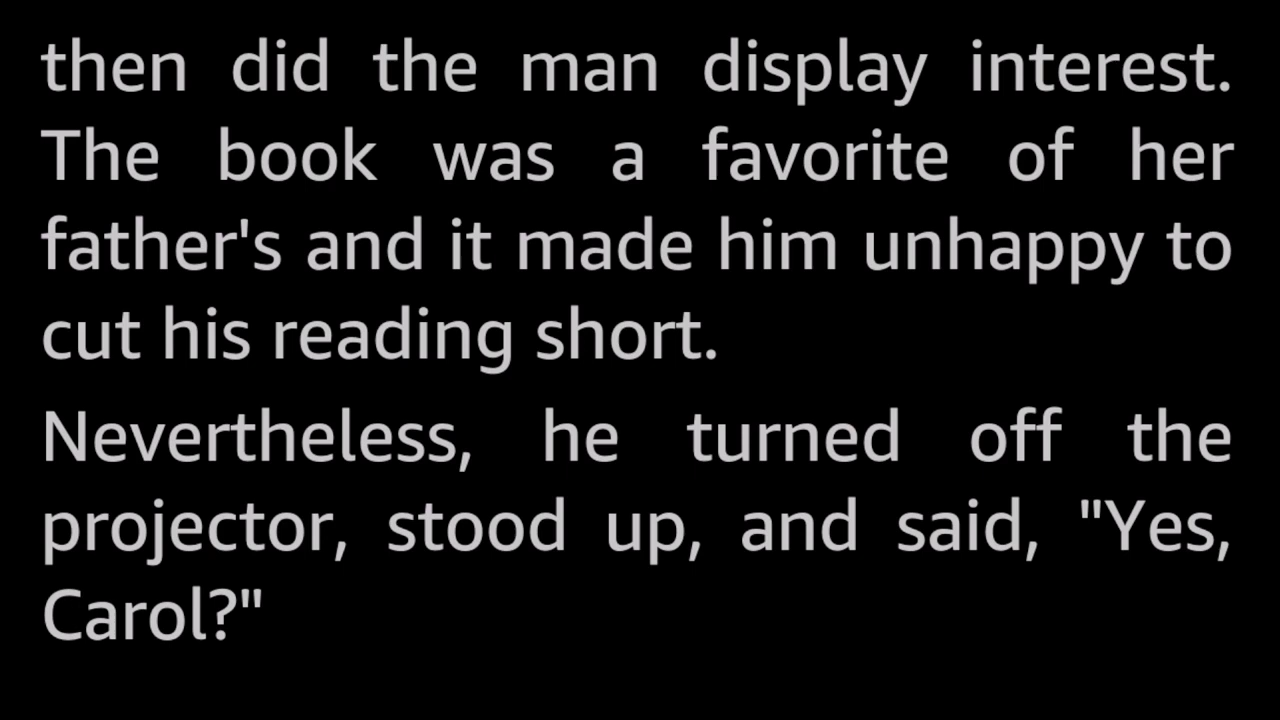 then did the man display interest.
The book was a favorite of her
father's and it made him unhappy to
cut his reading short.
Nevertheless, he turned off the
projector, stood up, and said, "Yes,
Carol?"